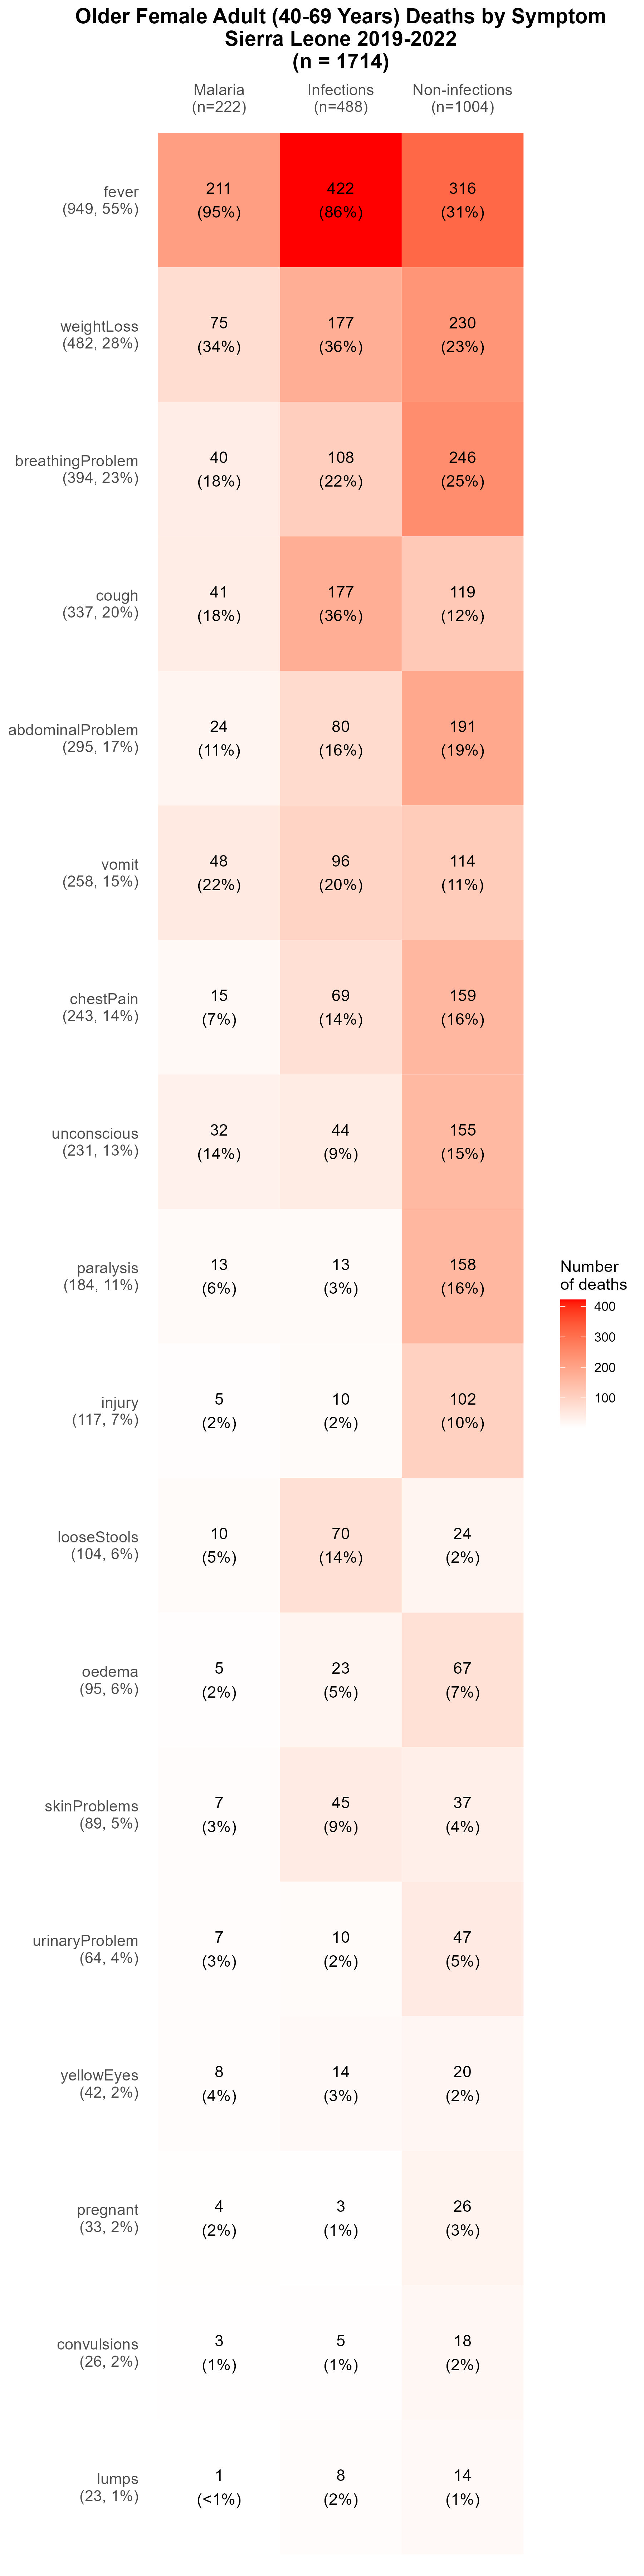 Older Female Adult (40-69 Years) Deaths by Symptom
Sierra Leone 2019-2022
(n = 1714)
Malaria Infections Non-infections
(n=222) (n=488) (n=1004)
fever
(949, 55%)
211 422 316
(95%) (86%) (31%)
weightLoss
(482, 28%)
75 177 230
(34%) (36%) (23%)
breathingProblem
(394, 23%)
40 108 246
(18%) (22%) (25%)
cough
(337, 20%)
41 177 119
(18%) (36%) (12%)
abdominalProblem
(295, 17%)
24 80 191
(11%) (16%) (19%)
vomit
(258, 15%)
48 96 114
(22%) (20%) (11%)
chestPain
(243, 14%)
15 69 159
(7%) (14%) (16%)
unconscious
(231, 13%)
32 44 155
(14%) (9%) (15%)
paralysis
(184, 11%)
13 13 158
(6%) (3%) (16%)
injury
(117, 7%)
5 10 102
(2%) (2%) (10%)
looseStools
(104, 6%)
10 70 24
(5%) (14%) (2%)
oedema
(95, 6%)
5 23 67
(2%) (5%) (7%)
skinProblems
(89, 5%)
7 45 37
(3%) (9%) (4%)
urinaryProblem
(64, 4%)
7 10 47
(3%) (2%) (5%)
yellowEyes
(42, 2%)
8 14 20
(4%) (3%) (2%)
pregnant
(33, 2%)
4 3 26
(2%) (1%) (3%)
convulsions
(26, 2%)
3 5 18
(1%) (1%) (2%)
lumps
(23, 1%)
1 8 14
(<1%) (2%) (1%)
Number
of deaths
400
300
200
100